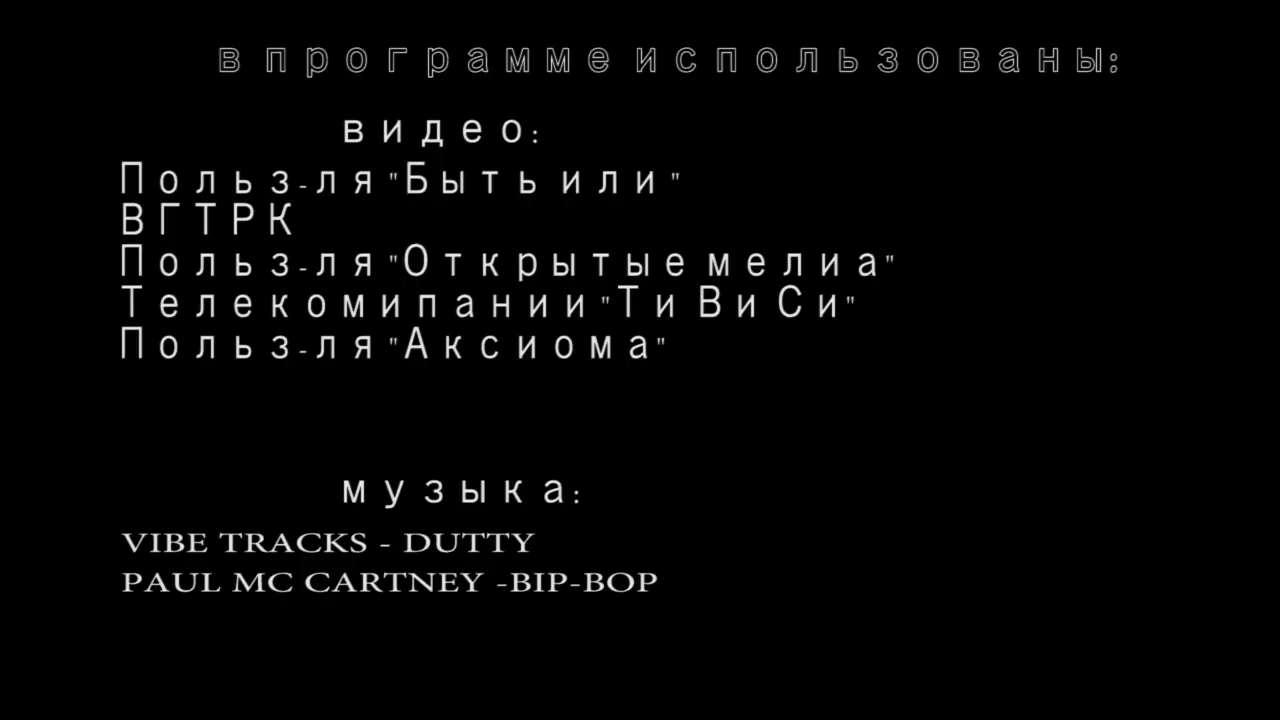 в программе использованы:
видео:
Польз-ля "Быть или"
ВГТРК
Польз-ля "Открытые мелиа"
Телекомипании "Ти Ви Си"
Польз-ля "Аксиома"
музыка:
VIBE TRACKS - DUTTY
PAUL MC CARTNEY -BIP-BOP